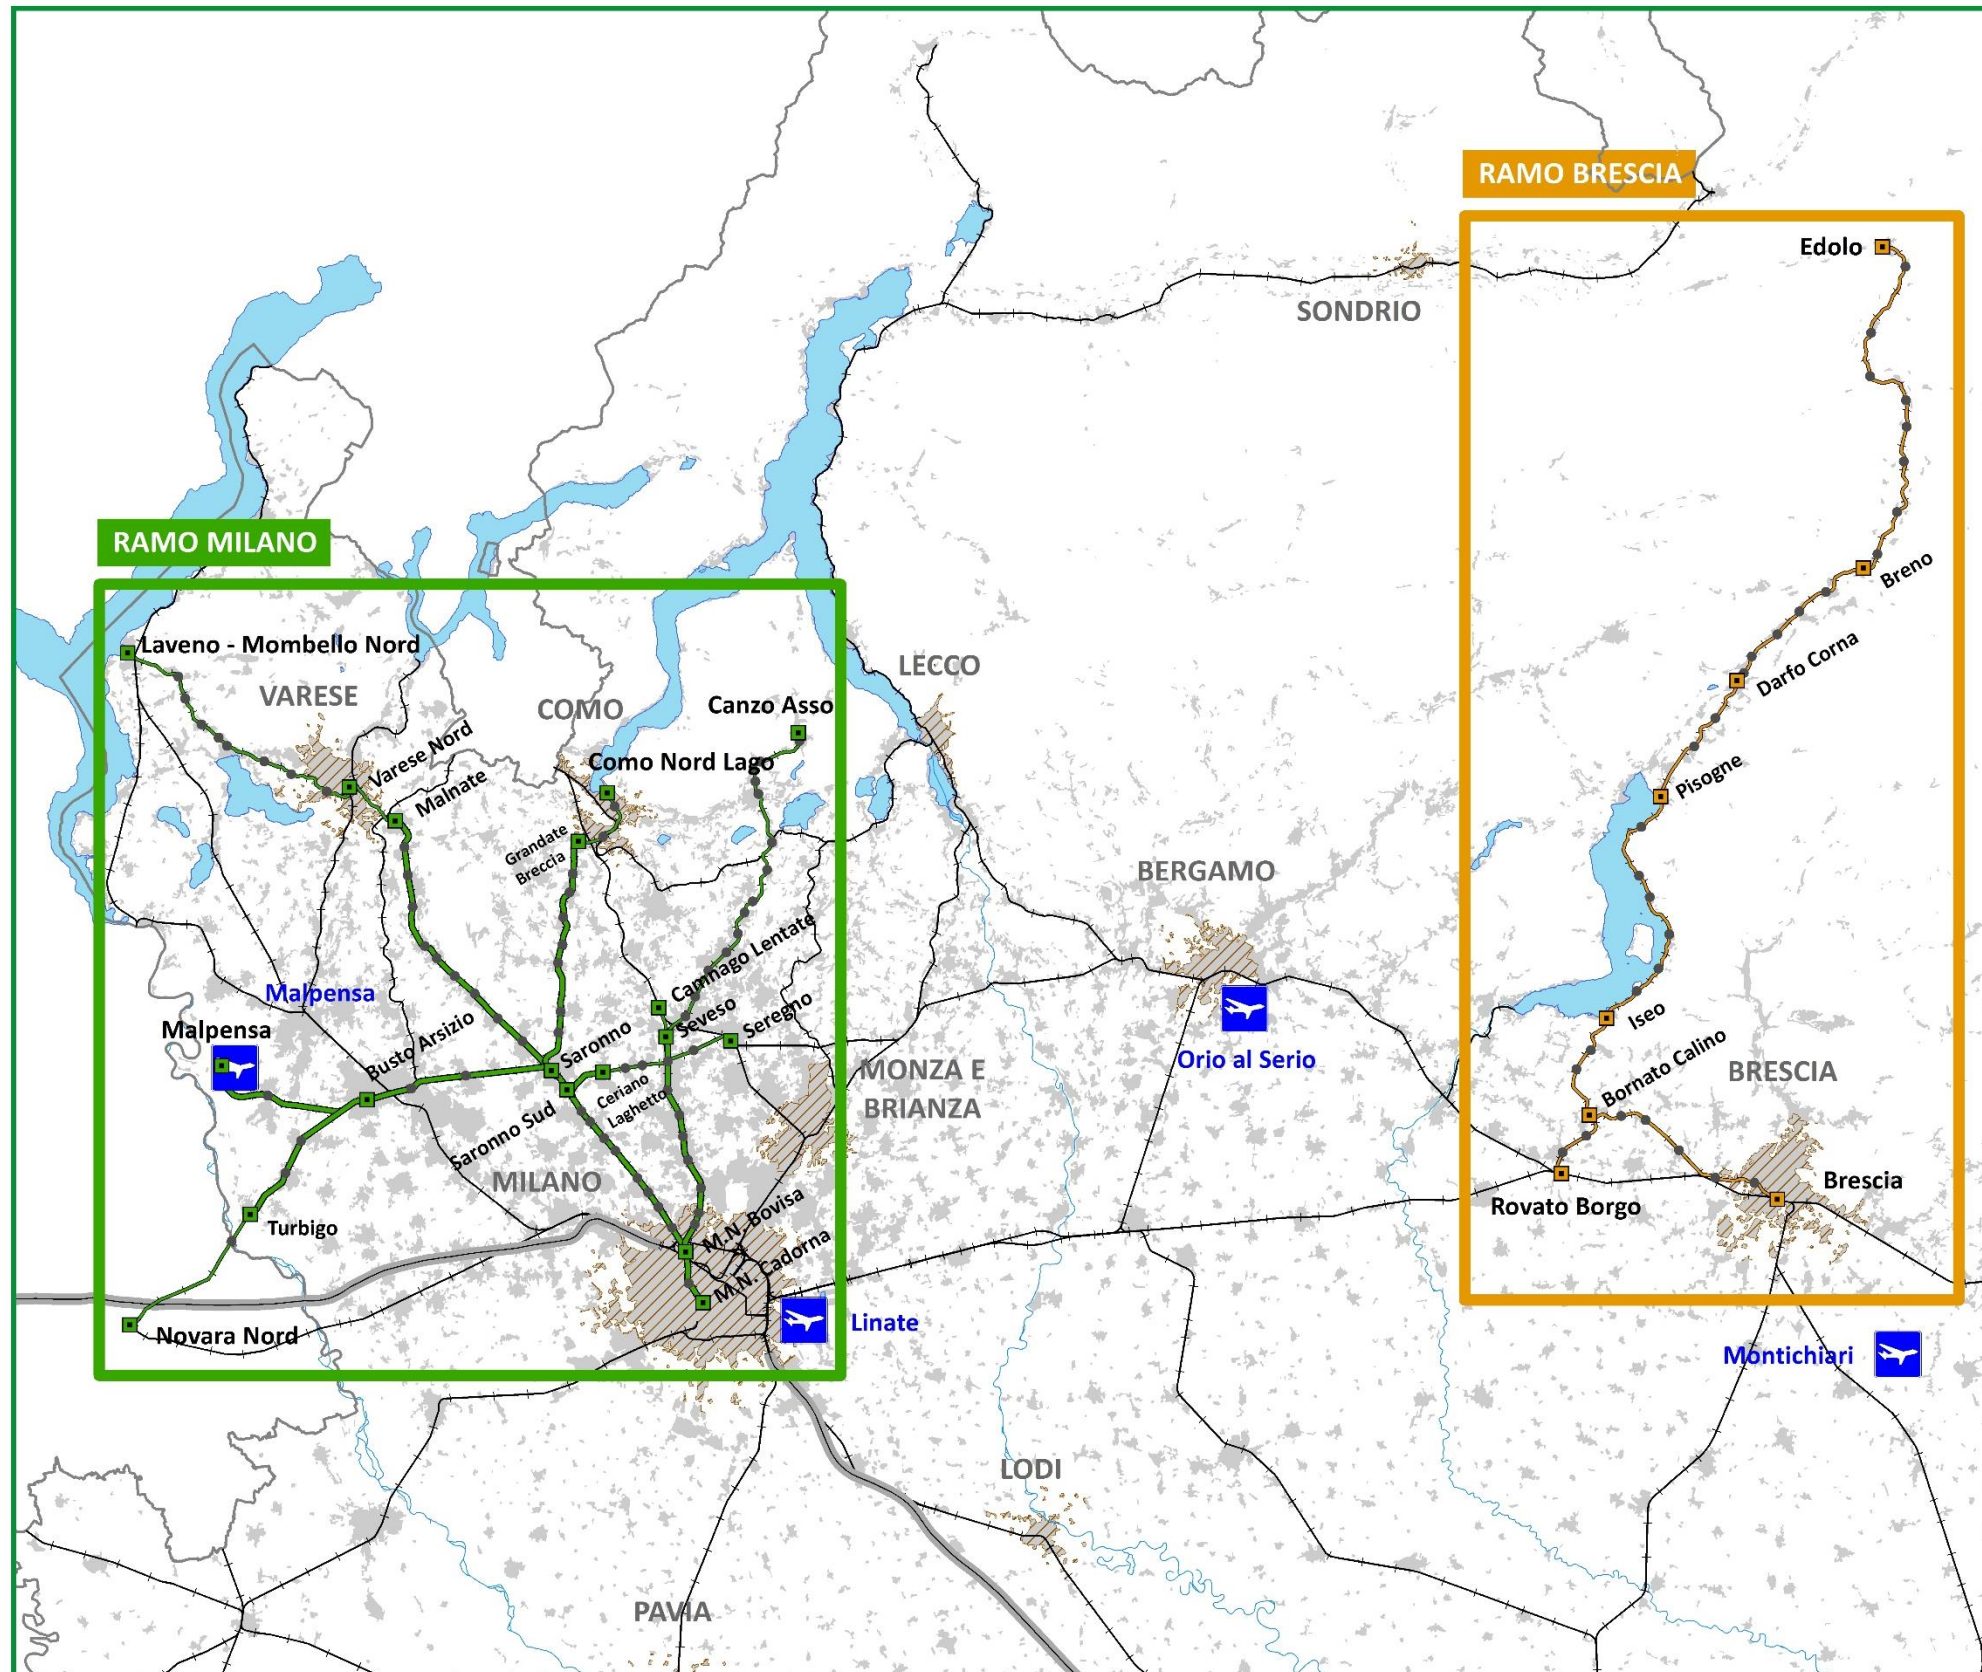 RAMO BRESCIA
Edolo
SONDRIO
RAMO MILANO
Breno
Laveno - Mombello Nord
LECCO
Darfo Corna
VARESE
COMO
Canzo Asso
Varese Nord
Como Nord Lago
Pisogne
Malnate
Grandate
Breccia
BERGAMO
Camnago Lentate
Malpensa
Seveso
Seregno
Iseo
Malpensa
Busto Arsizio
Saronno
Orio al Serio
MONZA E
BRIANZA
Bornato Calino
BRESCIA
Ceriano
Laghetto
Saronno Sud
MILANO
Brescia
Rovato Borgo
Turbigo
M.N. Bovisa
M.N. Cadorna
Linate
Novara Nord
Montichiari
LODI
PAVIA